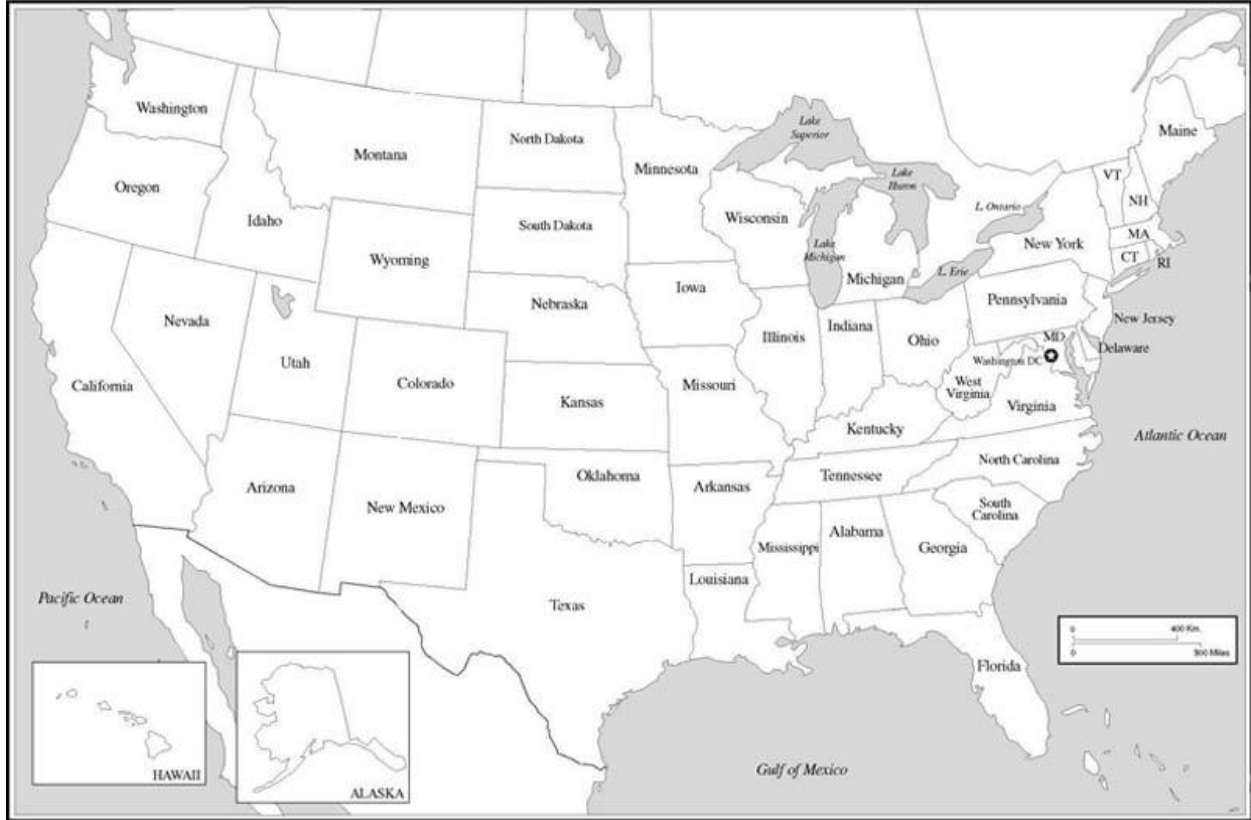 Washington
Oregon
Idaho
Montana
North Dakota
South Dakota
Minnesota
Wisconsin
Lake
Superior
Lake
Huron
Lake
Michigan
Michigan
L. Ontario
L. Erie
Maine
VT
NH
MA
CT
RI
New York
Pennsylvania
New Jersey
MD
Delaware
Washington DC
Wyoming
Nebraska
Iowa
Illinois
Indiana
Ohio
West
Virginia
Virginia
Nevada
Utah
Colorado
Kansas
Missouri
Kentucky
California
Arizona
New Mexico
Oklahoma
Arkansas
Tennessee
North Carolina
South
Carolina
Atlantic Ocean
Mississippi
Alabama
Georgia
Louisiana
Texas
Florida
Pacific Ocean
Gulf of Mexico
HAWAII
ALASKA
0
400 Km.
0
300 Miles